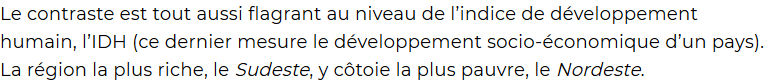 Le contraste est tout aussi flagrant au niveau de l’indice de développement
humain, l’IDH (ce dernier mesure le développement socio-économique d’un pays).
La région la plus riche, le Sudeste, y côtoie la plus pauvre, le Nordeste.